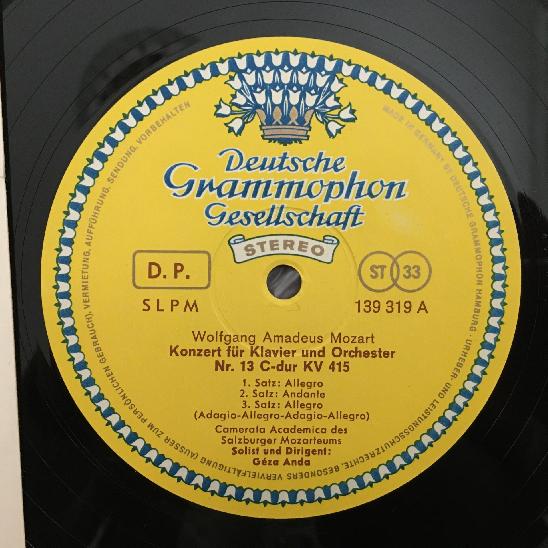 Deutsche
Grammophon
Gesellschaft
STEREO
D. P.
ST 33
SLPM
139 319 A
Wolfgang Amadeus Mozart
Konzert für Klavier und Orchester
Nr. 13 C-dur KV 415
1. Satz: Allegro
2. Satz: Andante
3. Satz: Allegro
(Adagio-Allegro-Adagio-Allegro)
Camerata Academica des
Salzburger Mozarteums
Solist und Dirigent:
Géza Anda
MADE IN GERMANY BY DEUTSCHE GRAMMOPHON HAMBURG · URHEBER- UND LEISTUNGSSCHUTZRECHTE, BESONDERS VERVIELFÄLTIGUNG (AUSSER ZUM PERSÖNLICHEN GEBRAUCH), VERMIETUNG, AUFFÜHRUNG, SENDUNG, VORBEHALTEN